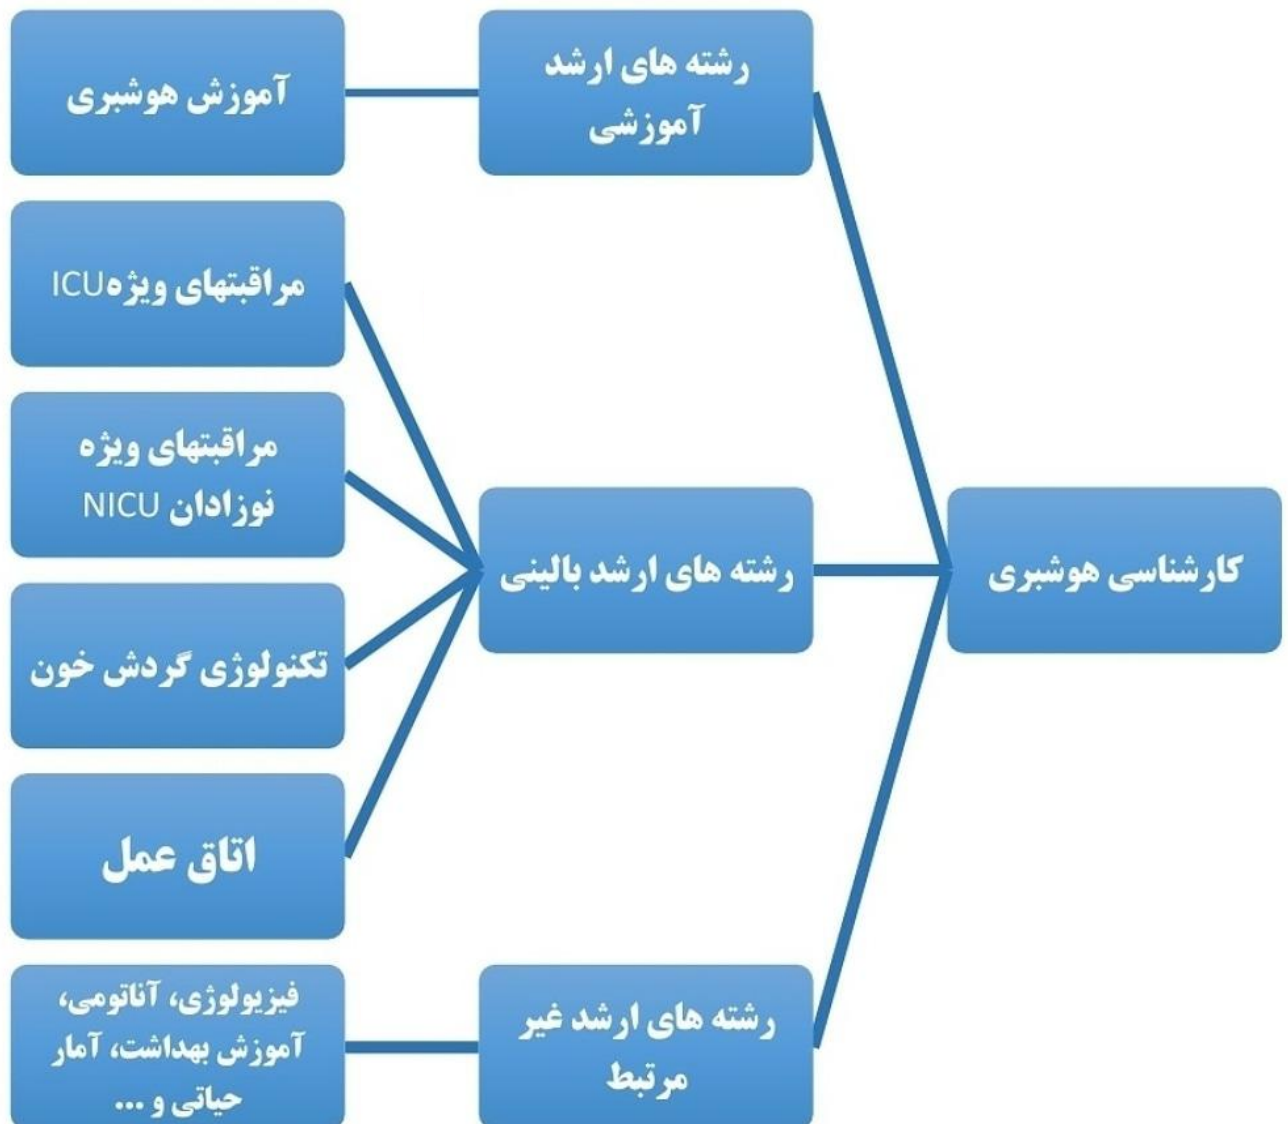 کارشناسی هوشبری
رشته های ارشد
آموزشی
آموزش هوشبری
رشته های ارشد بالینی
مراقبتهای ویژهICU
مراقبتهای ویژه
نوزادان NICU
تکنولوژی گردش خون
اتاق عمل
رشته های ارشد غیر
مرتبط
فیزیولوژی، آناتومی،
آموزش بهداشت، آمار
حیاتی و ...